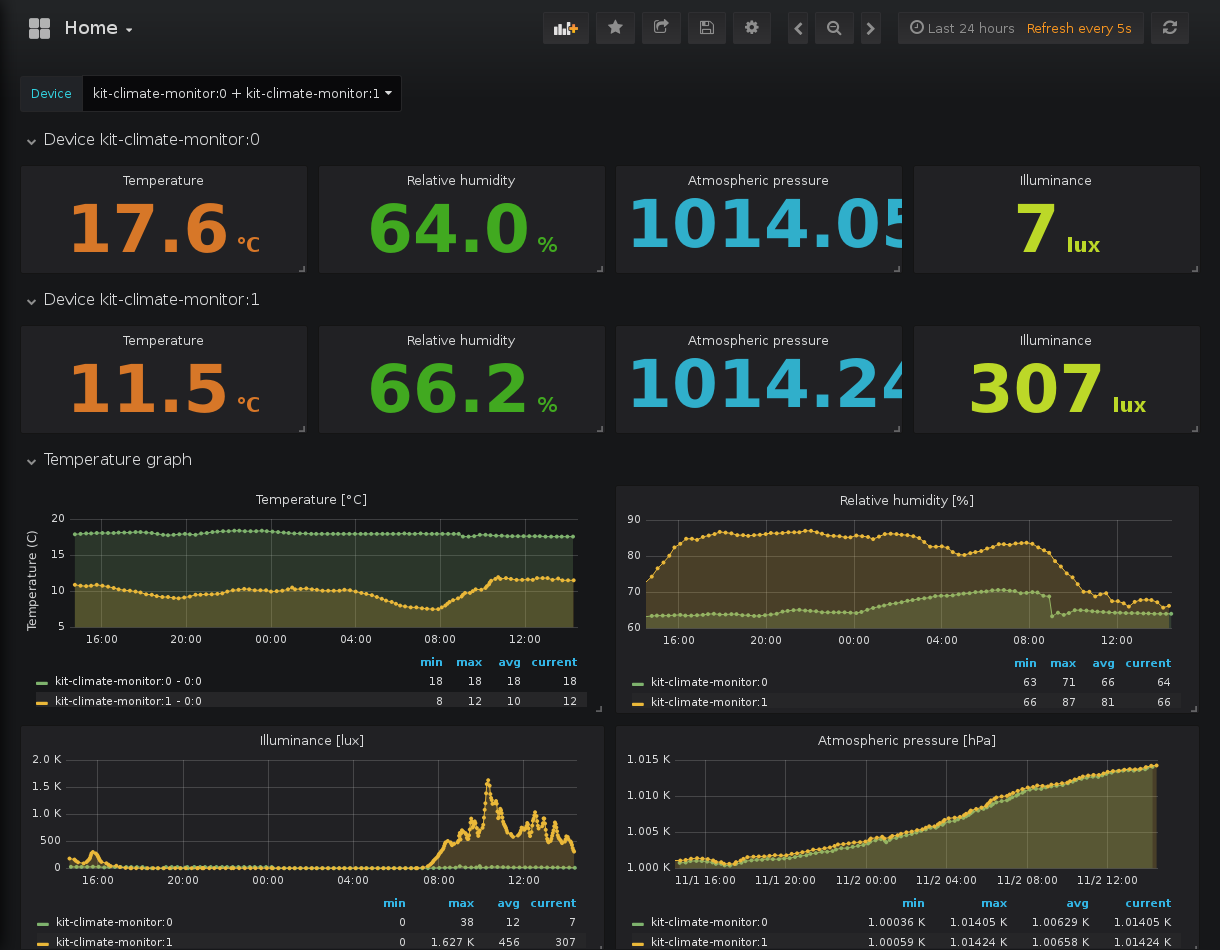 Home
Last 24 hours Refresh every 5s
Device kit-climate-monitor:0 + kit-climate-monitor:1
Device kit-climate-monitor:0
Temperature Relative humidity Atmospheric pressure Illuminance
17.6 °C 64.0 % 1014.05 7 lux
Device kit-climate-monitor:1
Temperature Relative humidity Atmospheric pressure Illuminance
11.5 °C 66.2 % 1014.24 307 lux
Temperature graph
Temperature [°C]
Temperature (C)
20
15
10
5
16:00 20:00 00:00 04:00 08:00 12:00
min max avg current
kit-climate-monitor:0 - 0:0 18 18 18 18
kit-climate-monitor:1 - 0:0 8 12 10 12
Relative humidity [%]
90
80
70
60
16:00 20:00 00:00 04:00 08:00 12:00
min max avg current
kit-climate-monitor:0 63 71 66 64
kit-climate-monitor:1 66 87 81 66
Illuminance [lux]
2.0 K
1.5 K
1.0 K
500
0
16:00 20:00 00:00 04:00 08:00 12:00
min max avg current
kit-climate-monitor:0 0 38 12 7
kit-climate-monitor:1 0 1.627 K 456 307
Atmospheric pressure [hPa]
1.015 K
1.010 K
1.005 K
1.000 K
11/1 16:00 11/1 20:00 11/2 00:00 11/2 04:00 11/2 08:00 11/2 12:00
min max avg current
kit-climate-monitor:0 1.00036 K 1.01405 K 1.00629 K 1.01405 K
kit-climate-monitor:1 1.00059 K 1.01424 K 1.00658 K 1.01424 K